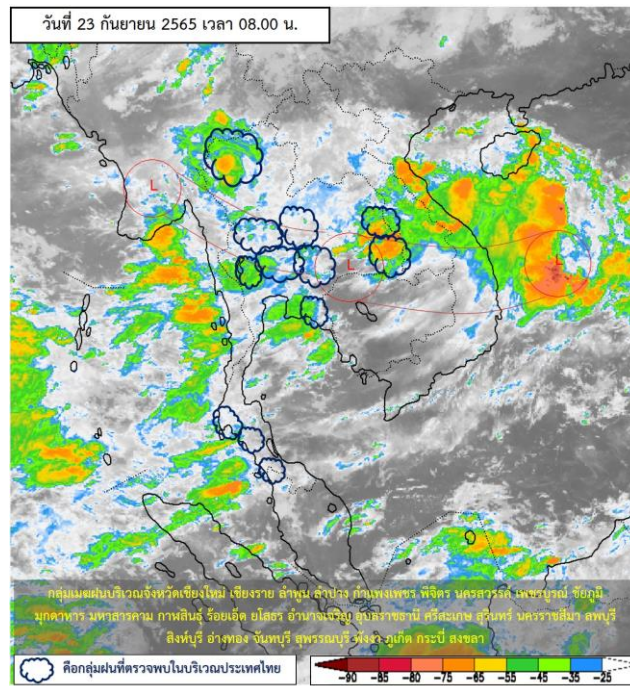 วันที่ 23 กันยายน 2565 เวลา 08.00 น.
L
L
L
กลุ่มเมฆฝนบริเวณจังหวัดเชียงใหม่ เชียงราย ลำพูน ลำปาง กำแพงเพชร พิจิตร นครสวรรค์ เพชรบูรณ์ ชัยภูมิ
มุกดาหาร มหาสารคาม กาฬสินธุ์ ร้อยเอ็ด ยโสธร อำนาจเจริญ อุบลราชธานี ศรีสะเกษ สุรินทร์ นครราชสีมา ลพบุรี
สิงห์บุรี อ่างทอง จันทบุรี สุพรรณบุรี พังงา ภูเก็ต กระบี่ สงขลา
คือกลุ่มฝนที่ตรวจพบในบริเวณประเทศไทย
-90 -85 -80 -75 -65 -55 -45 -35 -25